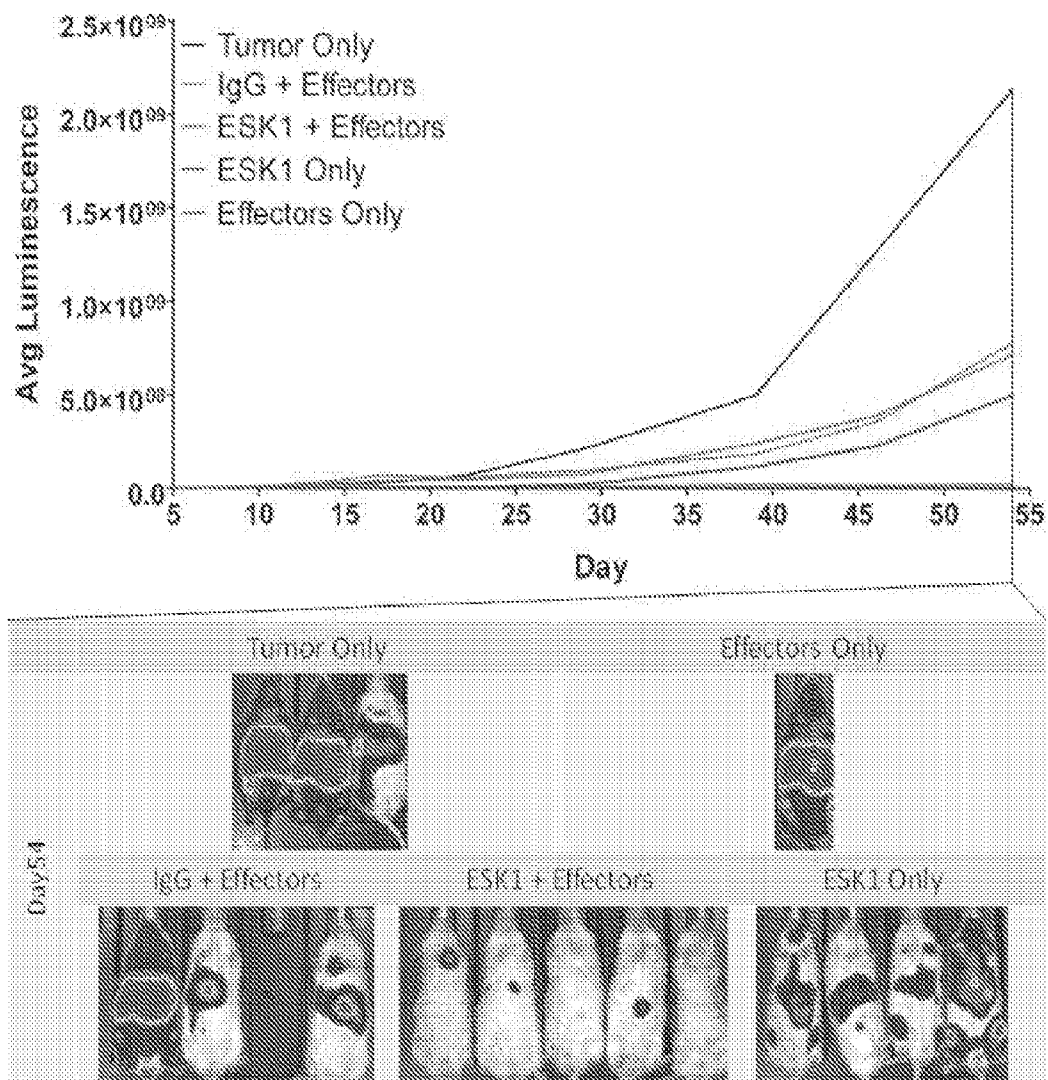 2.5×10⁰⁹
Tumor Only
IgG + Effectors
2.0×10⁰⁹
ESK1 + Effectors
ESK1 Only
1.5×10⁰⁹
Effectors Only
Avg Luminescence
1.0×10⁰⁹
5.0×10⁰⁸
0.0
5 10 15 20 25 30 35 40 45 50 55
Day
Tumor Only Effectors Only
Day54
IgG + Effectors ESK1 + Effectors ESK1 Only